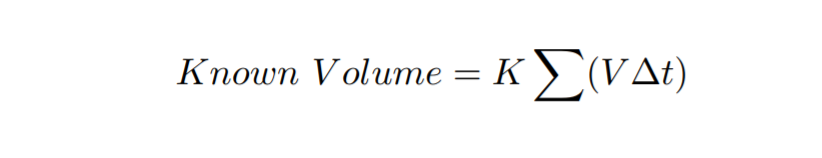 Known Volume = K ∑(VΔt)